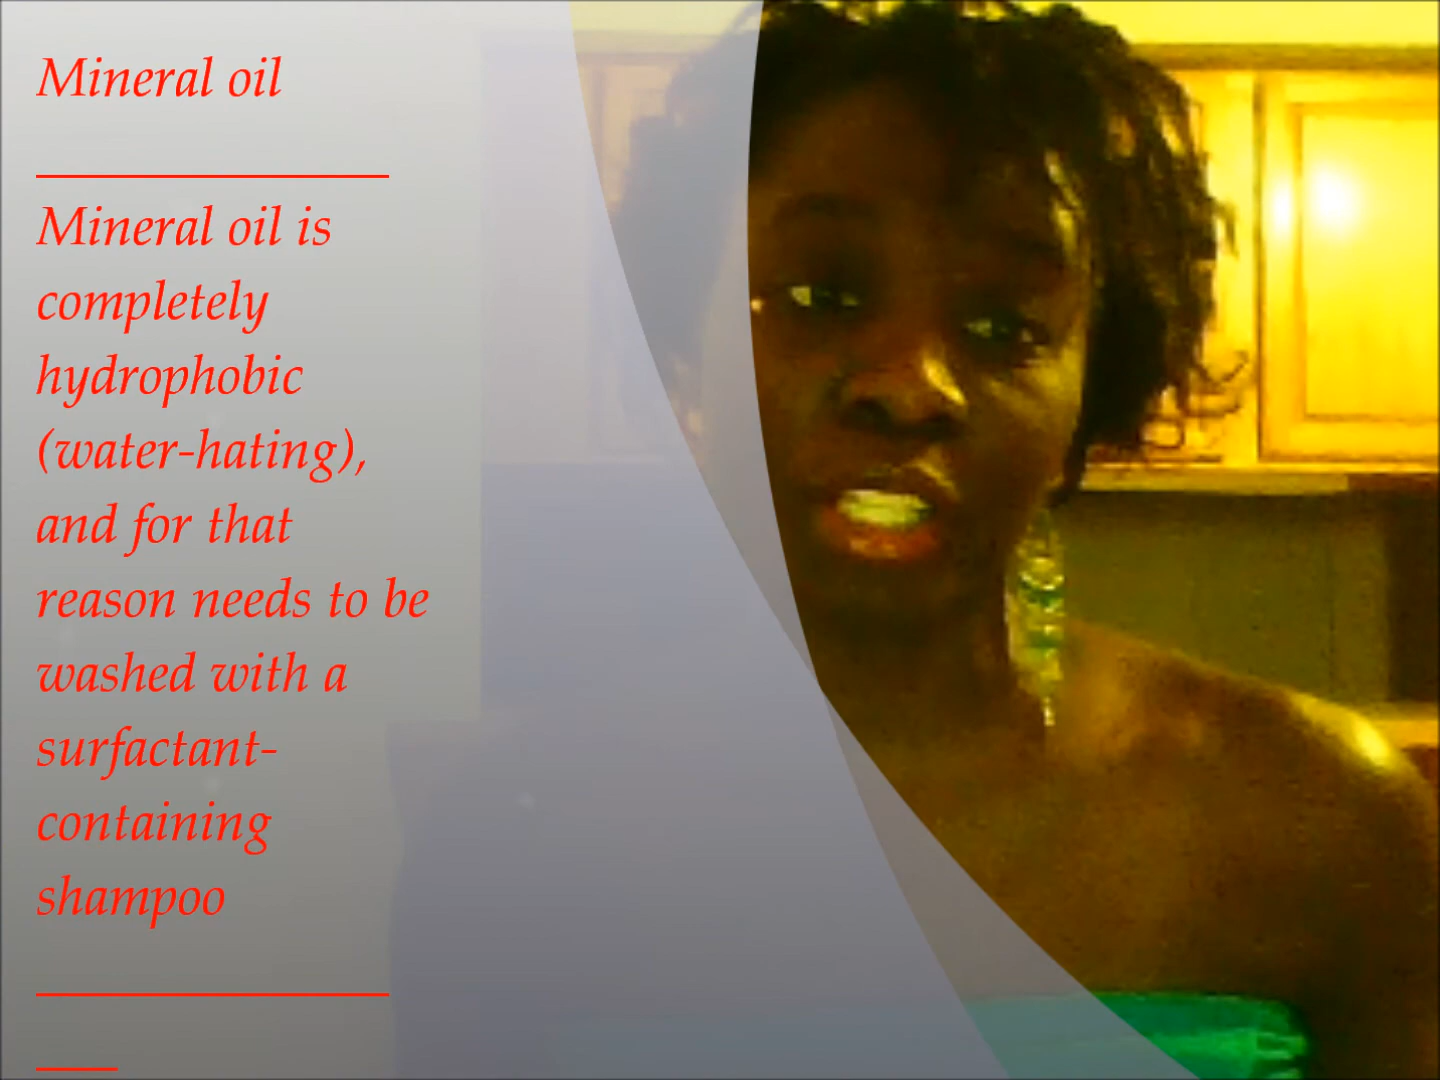 Mineral oil
Mineral oil is
completely
hydrophobic
(water-hating),
and for that
reason needs to be
washed with a
surfactant-
containing
shampoo